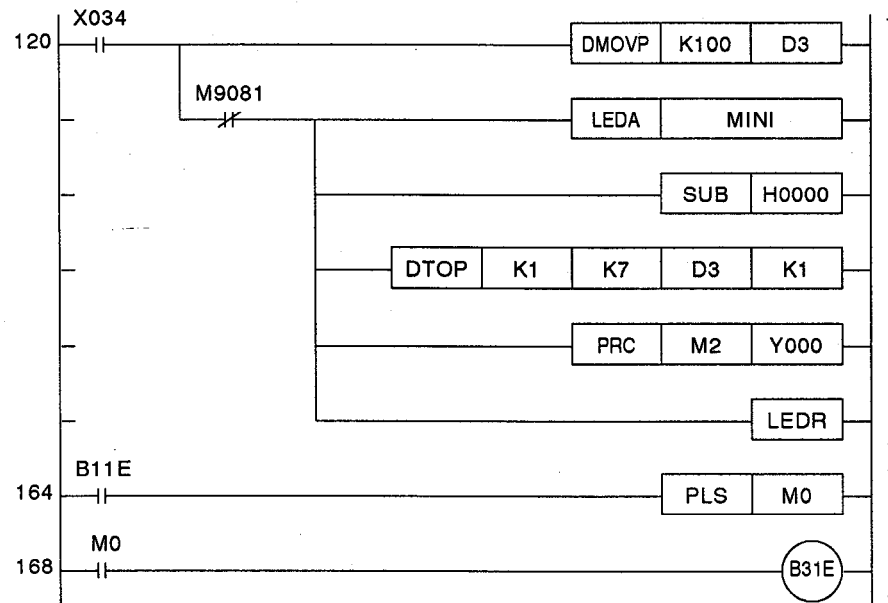 X034
120 DMOVP K100 D3
M9081
LEDA MINI
SUB H0000
DTOP K1 K7 D3 K1
PRC M2 Y000
LEDR
B11E
164 PLS M0
M0
168 B31E